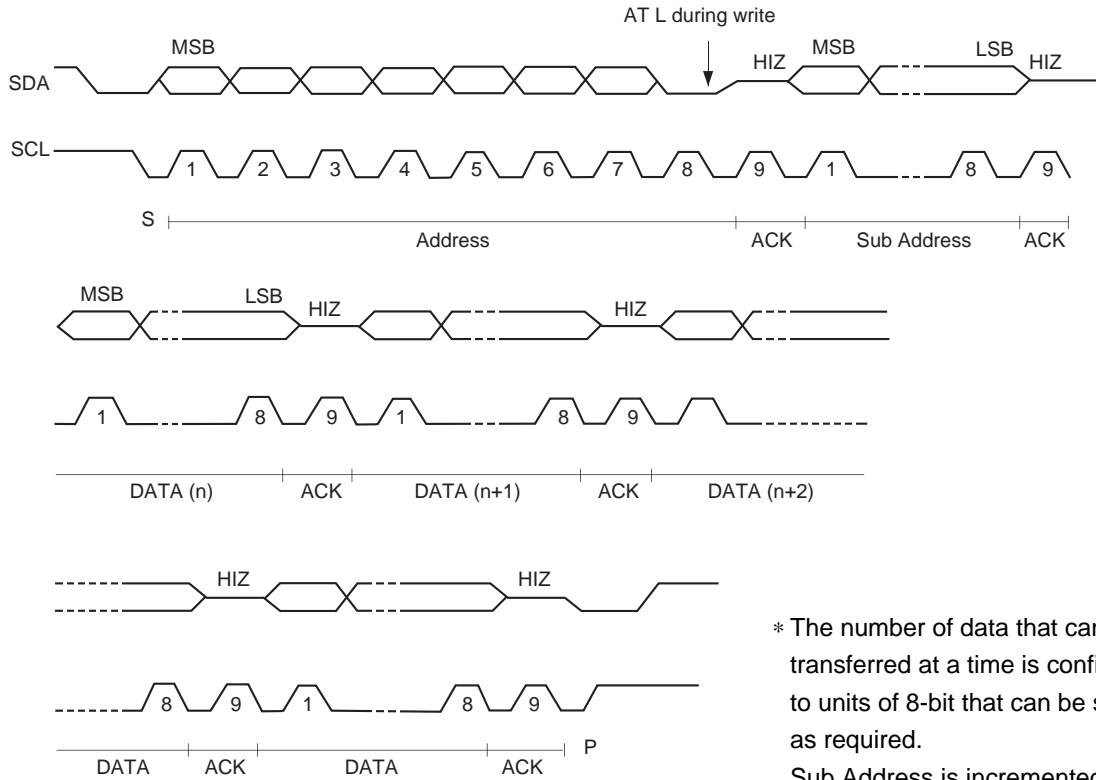 AT L during write
MSB HIZ MSB LSB HIZ
SDA
SCL 1 2 3 4 5 6 7 8 9 1 8 9
S Address ACK Sub Address ACK
MSB LSB HIZ HIZ
1 8 9 1 8 9
DATA (n) ACK DATA (n+1) ACK DATA (n+2)
HIZ HIZ
8 9 1 8 9
P
DATA ACK DATA ACK
* The number of data that
transferred at a time is
to units of 8-bit that can be
as required.
Sub Address is incremented